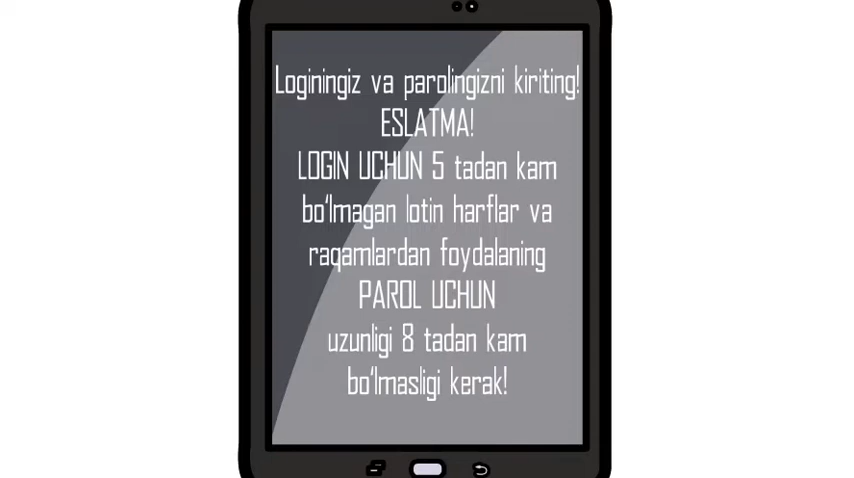 Loginingiz va parolingizni kiriting!
ESLATMA!
LOGIN UCHUN 5 tadan kam
bo‘lmagan lotin harflar va
raqamlardan foydalaning
PAROL UCHUN
uzunligi 8 tadan kam
bo‘lmasligi kerak!